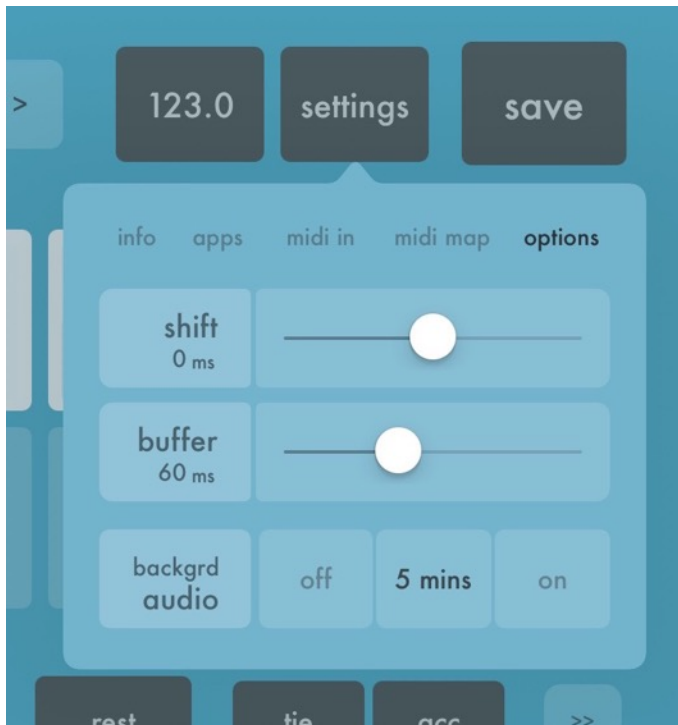 > 123.0 settings save
info apps midi in midi map options
shift
0 ms
buffer
60 ms
backgrd
audio off 5 mins on
rest tie acc >>